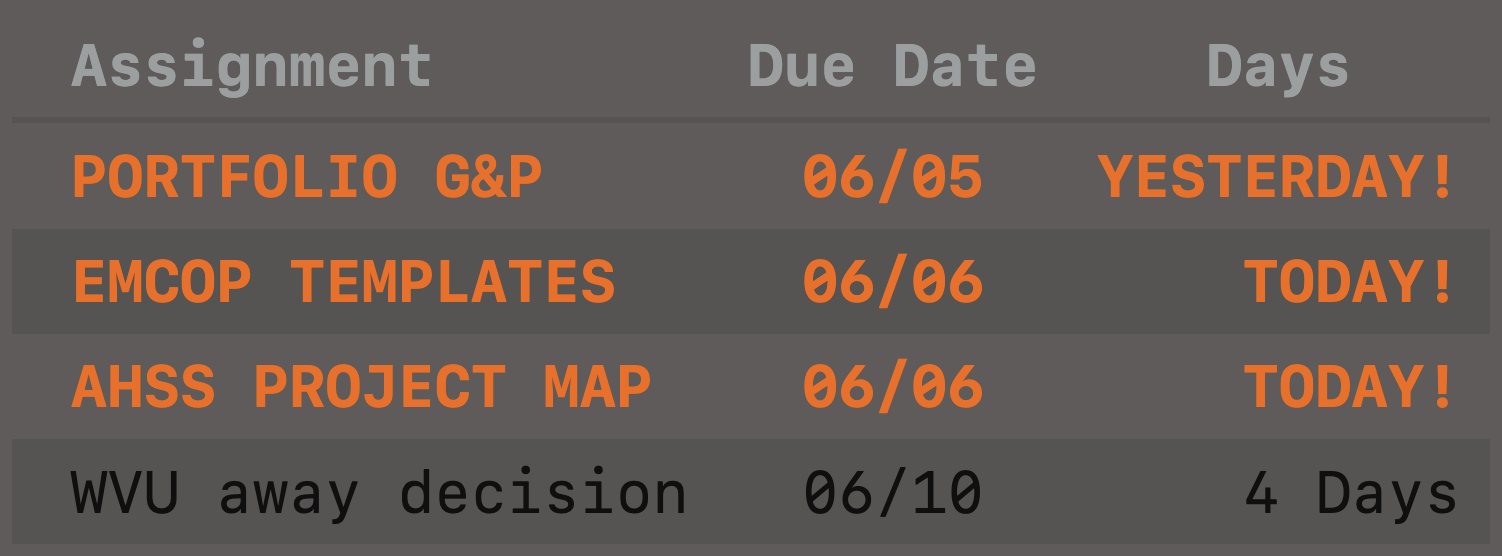 Assignment Due Date Days
PORTFOLIO G&P 06/05 YESTERDAY!
EMCOP TEMPLATES 06/06 TODAY!
AHSS PROJECT MAP 06/06 TODAY!
WVU away decision 06/10 4 Days